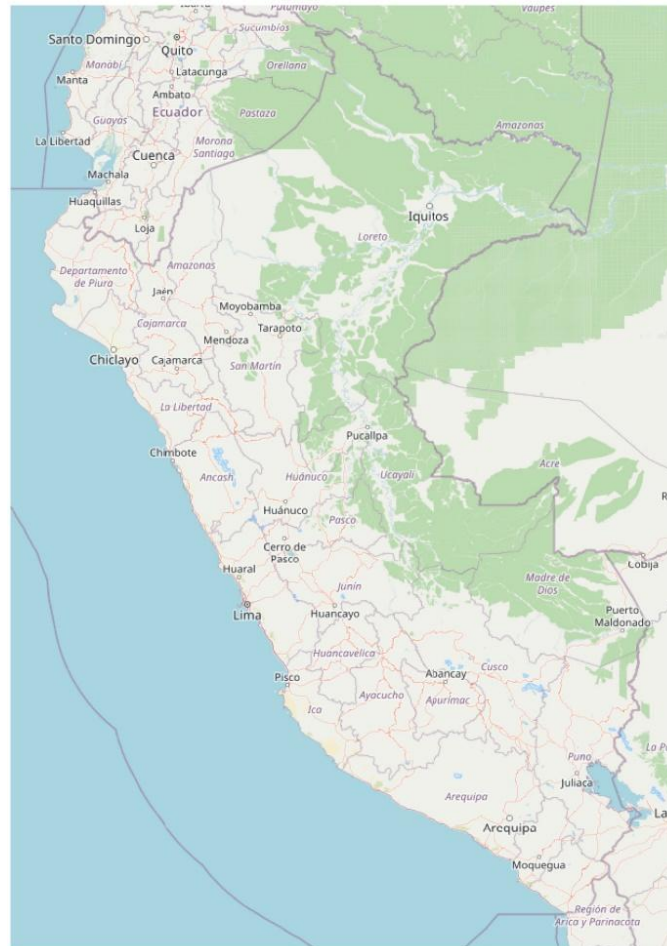 Putumayo
Vaupés
Santo Domingo
Quito
Sucumbíos
Manabí
Latacunga
Orellana
Manta
Ambato
Ecuador
Pastaza
Amazonas
Guayas
Morona
Santiago
La Libertad
Cuenca
Machala
Huaquillas
Iquitos
Loja
Loreto
Departamento
de Piura
Amazonas
Jaén
Moyobamba
Cajamarca
Tarapoto
Mendoza
Chiclayo
Cajamarca
San Martín
La Libertad
Pucallpa
Chimbote
Acre
Ancash
Huánuco
Ucayali
R
Huánuco
Pasco
Cerro de
Pasco
Cobija
Huaral
Junín
Madre de
Dios
Lima
Huancayo
Puerto
Maldonado
Huancavelica
Cusco
Pisco
Abancay
Ayacucho
Apurímac
Ica
Puno
La P
Juliaca
Arequipa
La
Arequipa
Moquegua
Región de
Arica y Parinacota